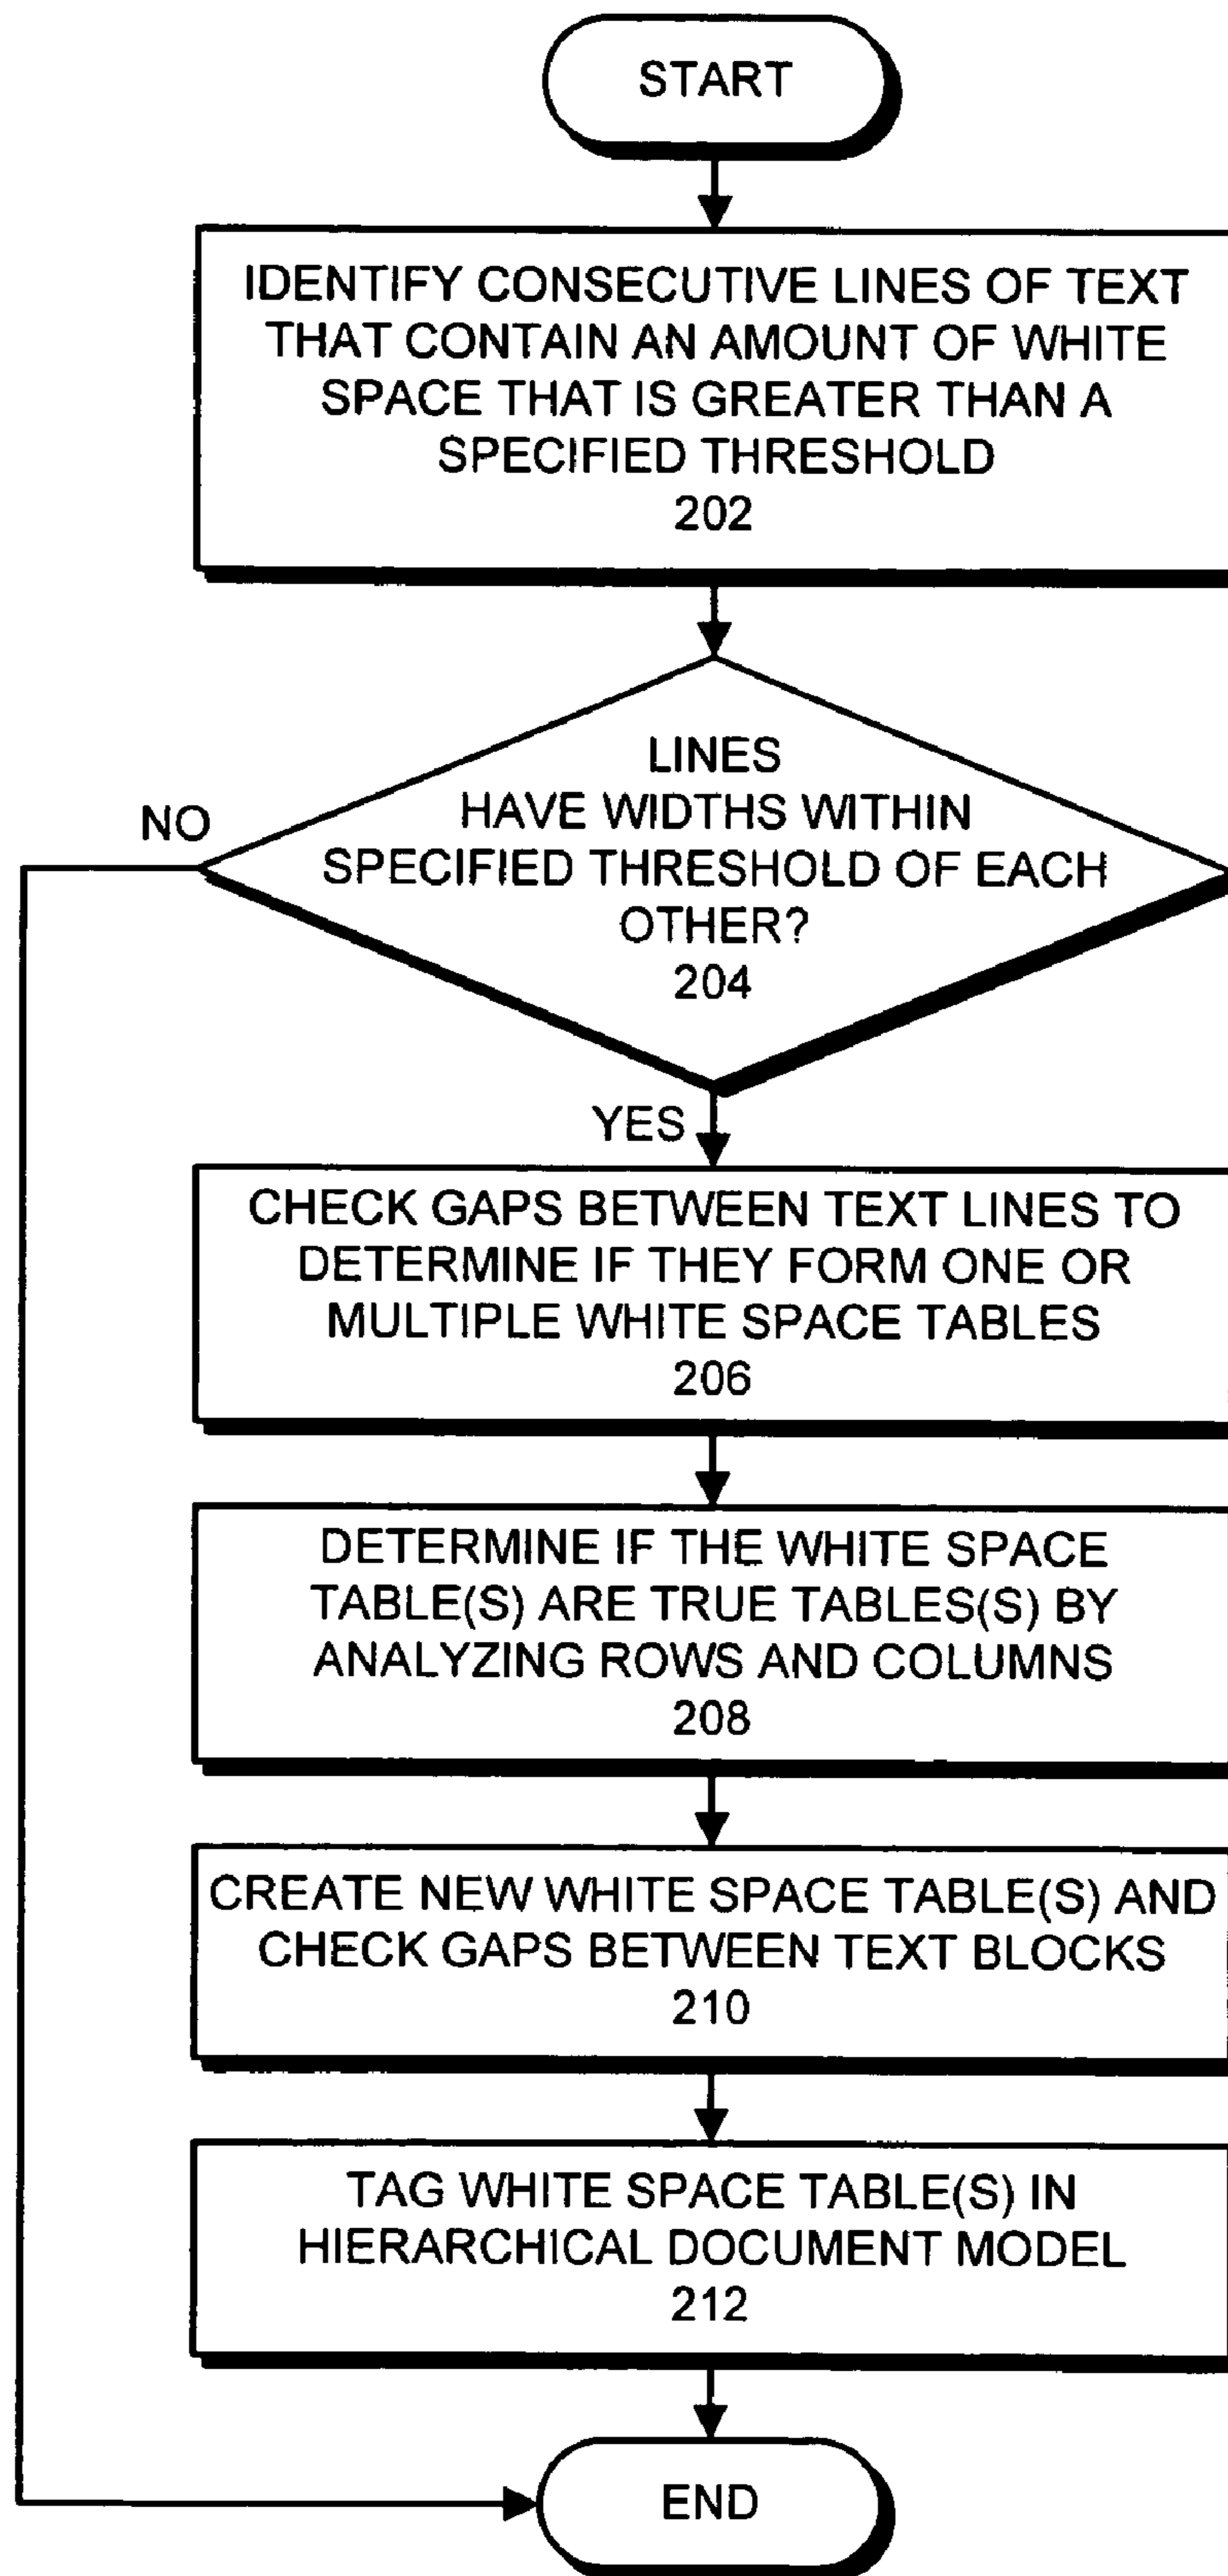 START
IDENTIFY CONSECUTIVE LINES OF TEXT
THAT CONTAIN AN AMOUNT OF WHITE
SPACE THAT IS GREATER THAN A
SPECIFIED THRESHOLD
202
LINES
HAVE WIDTHS WITHIN
SPECIFIED THRESHOLD OF EACH
OTHER?
204
NO
YES
CHECK GAPS BETWEEN TEXT LINES TO
DETERMINE IF THEY FORM ONE OR
MULTIPLE WHITE SPACE TABLES
206
DETERMINE IF THE WHITE SPACE
TABLE(S) ARE TRUE TABLES(S) BY
ANALYZING ROWS AND COLUMNS
208
CREATE NEW WHITE SPACE TABLE(S) AND
CHECK GAPS BETWEEN TEXT BLOCKS
210
TAG WHITE SPACE TABLE(S) IN
HIERARCHICAL DOCUMENT MODEL
212
END